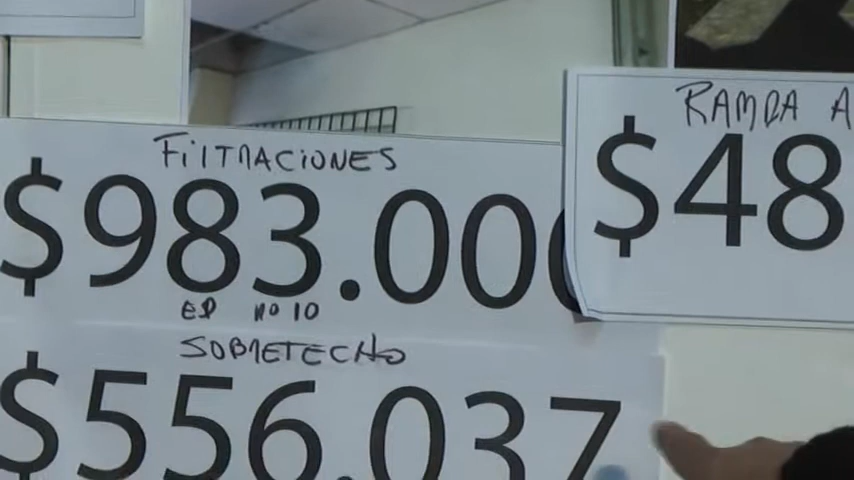 FilTRACIONES
$983.000
ED No 10
SOBRETECHO
$556.037
RAMPA A
$48